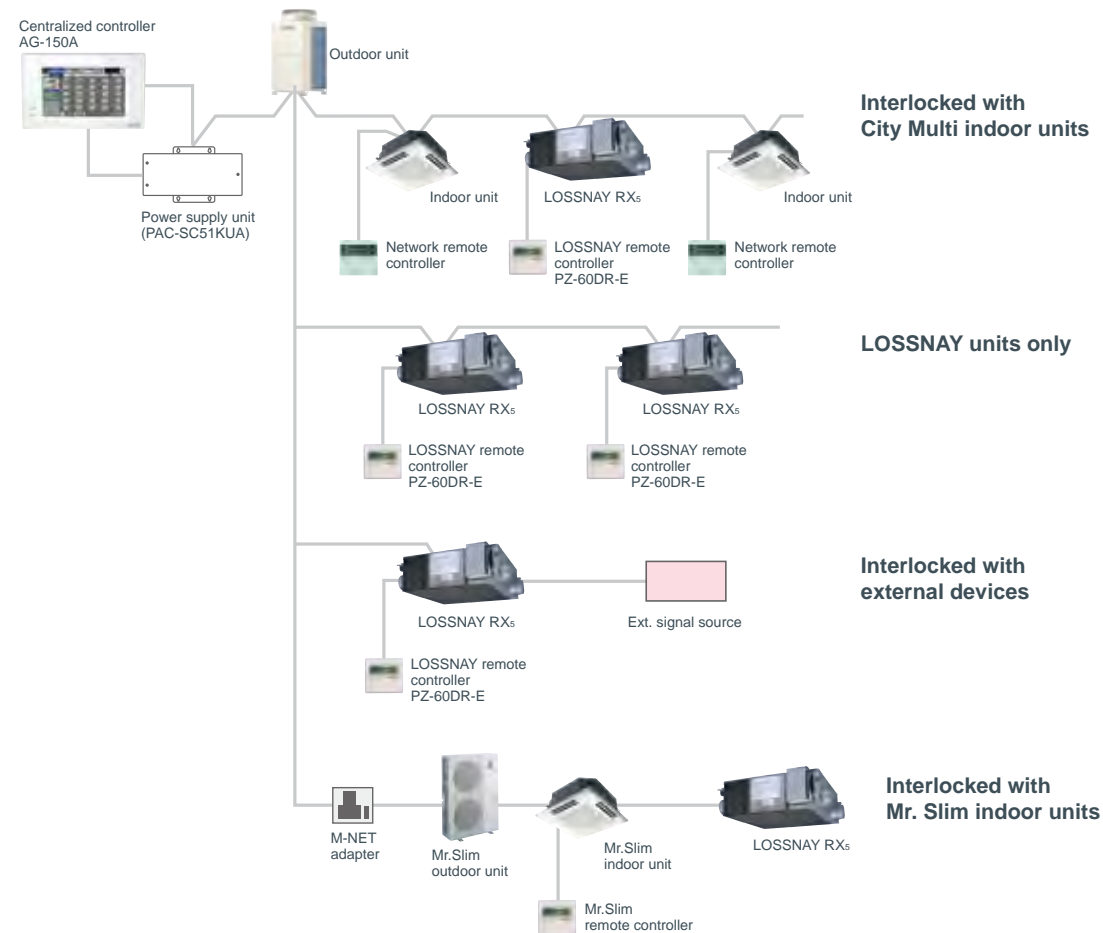 Centralized controller
AG-150A
Outdoor unit
Interlocked with
City Multi indoor units
Indoor unit
LOSSNAY RX5
Indoor unit
Power supply unit
(PAC-SC51KUA)
Network remote
controller
LOSSNAY remote
controller
PZ-60DR-E
Network remote
controller
LOSSNAY units only
LOSSNAY RX5
LOSSNAY RX5
LOSSNAY remote
controller
PZ-60DR-E
LOSSNAY remote
controller
PZ-60DR-E
Interlocked with
external devices
LOSSNAY RX5
Ext. signal source
LOSSNAY remote
controller
PZ-60DR-E
Interlocked with
Mr. Slim indoor units
M-NET
adapter
Mr.Slim
outdoor unit
Mr.Slim
indoor unit
LOSSNAY RX5
Mr.Slim
remote controller